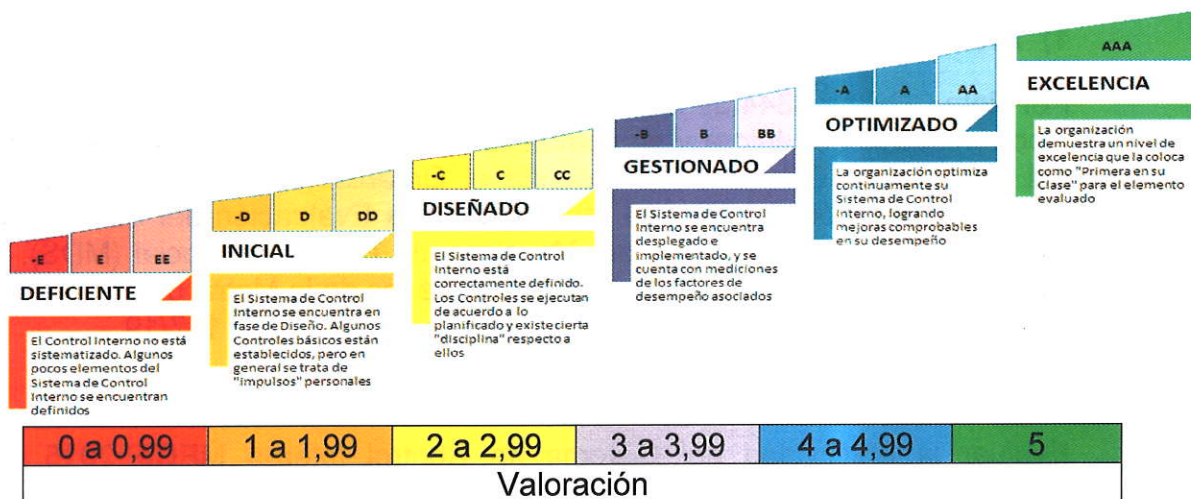 -E E EE
DEFICIENTE
El Control Interno no está
sistematizado. Algunos
pocos elementos del
Sistema de Control
Interno se encuentran
definidos
-D D DD
INICIAL
El Sistema de Control
Interno se encuentra en
fase de Diseño. Algunos
Controles básicos están
establecidos, pero en
general se trata de
"impulsos" personales
-C C CC
DISEÑADO
El Sistema de Control
Interno está
correctamente definido.
Los Controles se ejecutan
de acuerdo a lo
planificado y existe cierta
"disciplina" respecto a
ellos
-B B BB
GESTIONADO
El Sistema de Control
Interno se encuentra
desplegado e
implementado, y se
cuenta con mediciones
de los factores de
desempeño asociados
-A A AA
OPTIMIZADO
La organización optimiza
continuamente su
Sistema de Control
Interno, logrando
mejoras comprobables
en su desempeño
AAA
EXCELENCIA
La organización
demuestra un nivel de
excelencia que la coloca
como "Primera en su
Clase" para el elemento
evaluado
0 a 0,99 1 a 1,99 2 a 2,99 3 a 3,99 4 a 4,99 5
Valoración